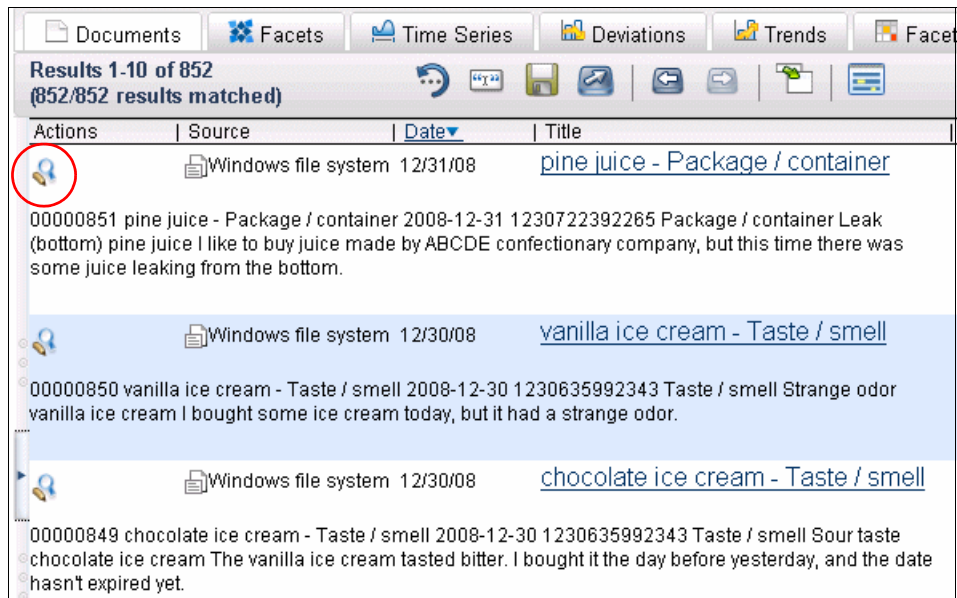 Documents Facets Time Series Deviations Trends Facet
Results 1-10 of 852
(852/852 results matched)
Actions | Source | Date▼ | Title |
Windows file system 12/31/08 pine juice - Package / container
00000851 pine juice - Package / container 2008-12-31 1230722392265 Package / container Leak
(bottom) pine juice I like to buy juice made by ABCDE confectionary company, but this time there was
some juice leaking from the bottom.
Windows file system 12/30/08 vanilla ice cream - Taste / smell
00000850 vanilla ice cream - Taste / smell 2008-12-30 1230635992343 Taste / smell Strange odor
vanilla ice cream I bought some ice cream today, but it had a strange odor.
Windows file system 12/30/08 chocolate ice cream - Taste / smell
00000849 chocolate ice cream - Taste / smell 2008-12-30 1230635992343 Taste / smell Sour taste
chocolate ice cream The vanilla ice cream tasted bitter. I bought it the day before yesterday, and the date
hasn't expired yet.